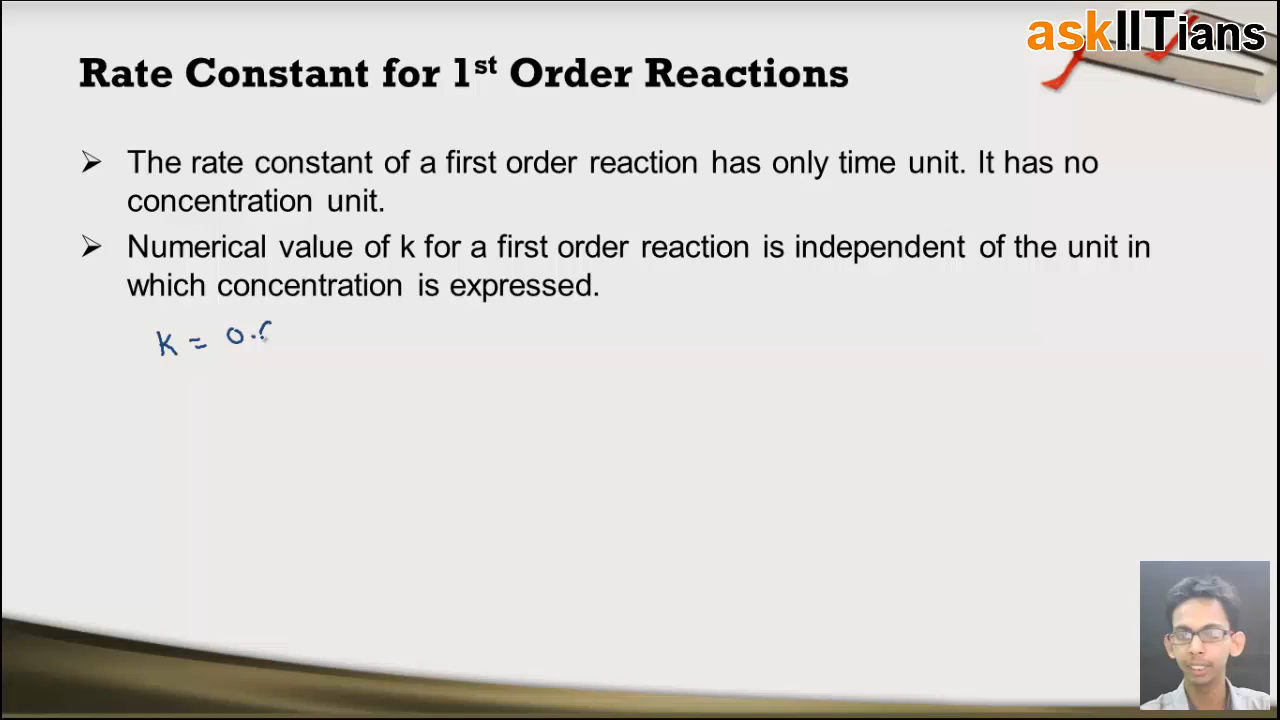 askIITians
Rate Constant for 1st Order Reactions
➢ The rate constant of a first order reaction has only time unit. It has no
concentration unit.
➢ Numerical value of k for a first order reaction is independent of the unit in
which concentration is expressed.
k = 0.